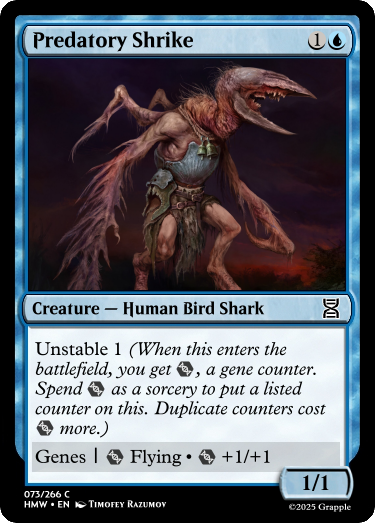 Predatory Shrike 1
Creature — Human Bird Shark
Unstable 1 (When this enters the
battlefield, you get , a gene counter.
Spend as a sorcery to put a listed
counter on this. Duplicate counters cost
more.)
Genes | Flying • +1/+1
1/1
073/266 C
HMW • EN Timofey Razumov
©2025 Grapple